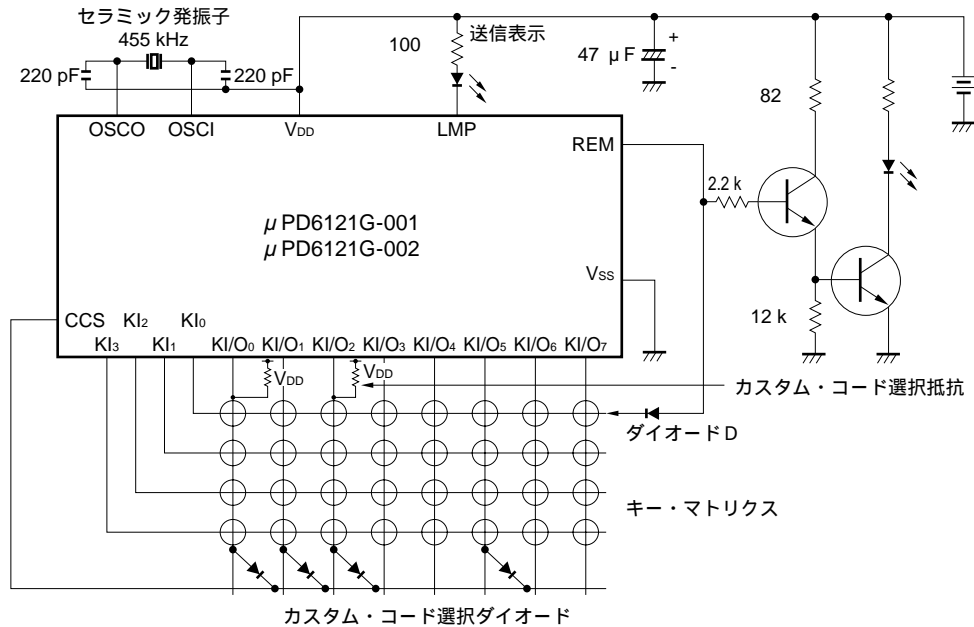 セラミック発振子
455 kHz
220 pF
220 pF
100
送信表示
47 μF
+
-
82
OSCO
OSCI
VDD
LMP
REM
2.2 k
μPD6121G-001
μPD6121G-002
VSS
12 k
CCS
KI2
KI0
KI3
KI1
KI/O0
KI/O1
KI/O2
KI/O3
KI/O4
KI/O5
KI/O6
KI/O7
VDD
VDD
カスタム・コード選択抵抗
ダイオードD
キー・マトリクス
カスタム・コード選択ダイオード